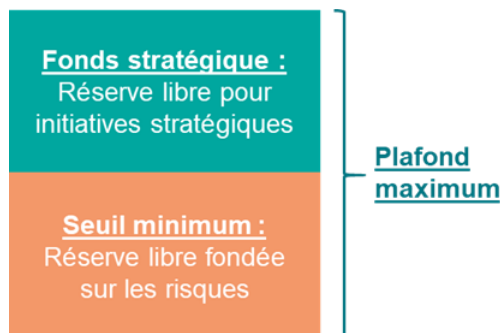 Fonds stratégique :
Réserve libre pour
initiatives stratégiques
Plafond
maximum
Seuil minimum :
Réserve libre fondée
sur les risques